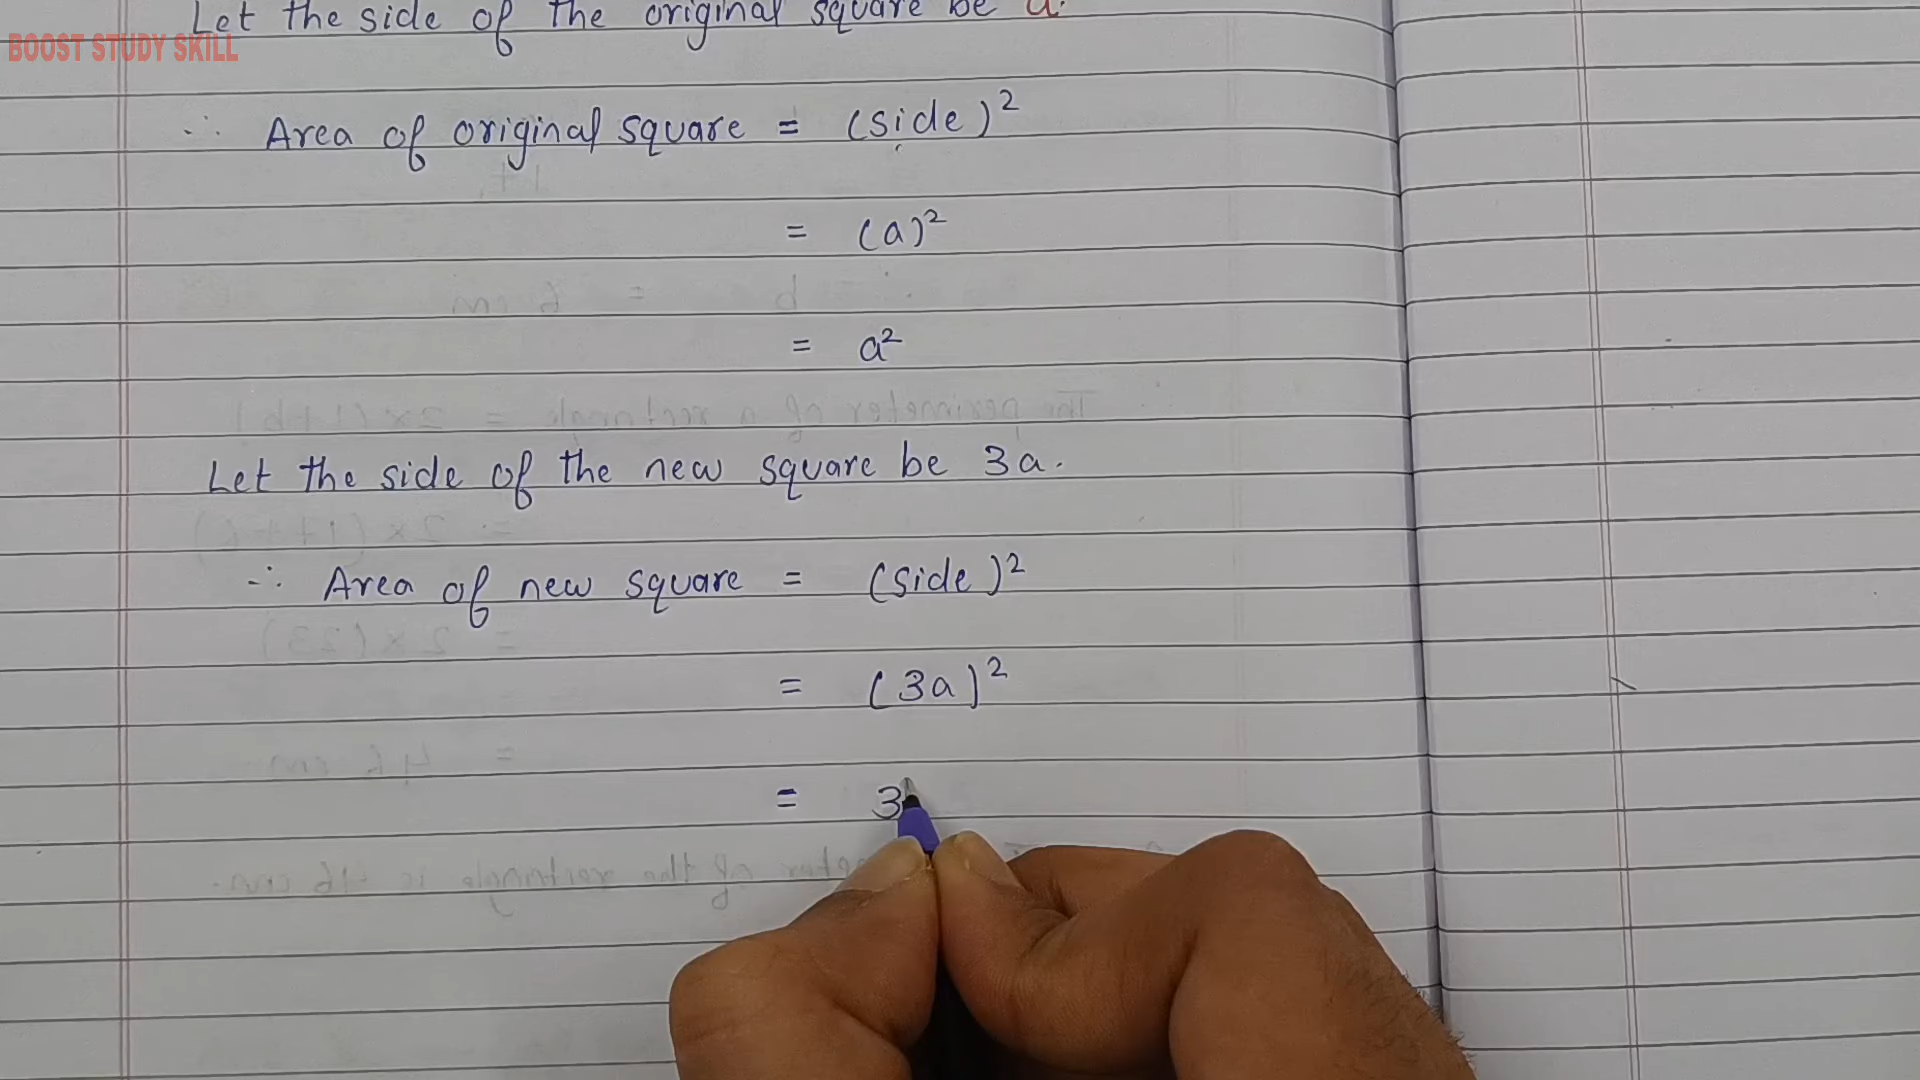 Let the side of the original square be a.
BOOST STUDY SKILL
∴ Area of original square = (side)²
= (a)²
= a²
Let the side of the new square be 3a.
∴ Area of new square = (side)²
= (3a)²
= 3